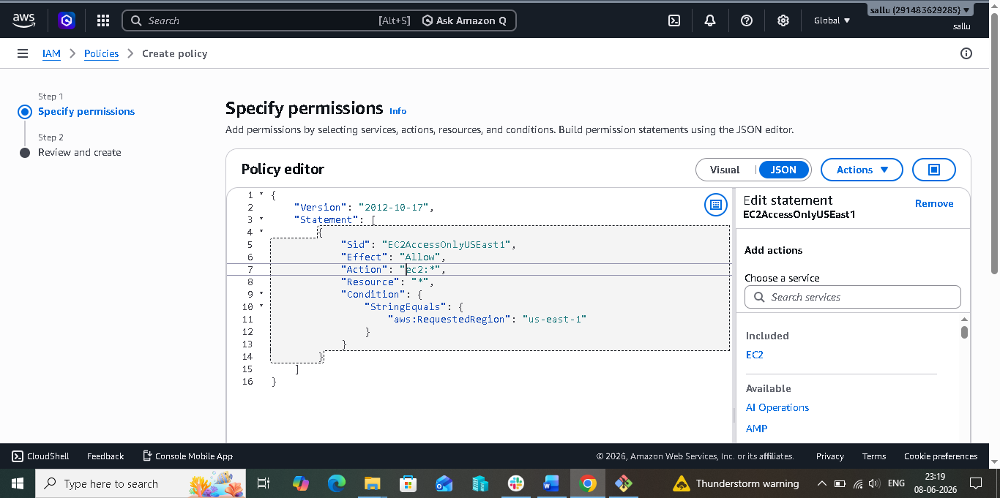 aws
Search
[Alt+S]
Ask Amazon Q
Global ▼
sallu (291483629285) ▼
sallu
IAM > Policies > Create policy
Step 1
Specify permissions
Step 2
Review and create
Specify permissions Info
Add permissions by selecting services, actions, resources, and conditions. Build permission statements using the JSON editor.
Policy editor
Visual
JSON
Actions ▼
1 {
2 "Version": "2012-10-17",
3 "Statement": [
4 {
5 "Sid": "EC2AccessOnlyUSEast1",
6 "Effect": "Allow",
7 "Action": "ec2:*",
8 "Resource": "*",
9 "Condition": {
10 "StringEquals": {
11 "aws:RequestedRegion": "us-east-1"
12 }
13 }
14 }
15 ]
16 }
Edit statement
EC2AccessOnlyUSEast1
Remove
Add actions
Choose a service
Search services
Included
EC2
Available
AI Operations
AMP
CloudShell
Feedback
Console Mobile App
© 2026, Amazon Web Services, Inc. or its affiliates.
Privacy
Terms
Cookie preferences
Type here to search
Thunderstorm warning
ENG
23:19
08-06-2026